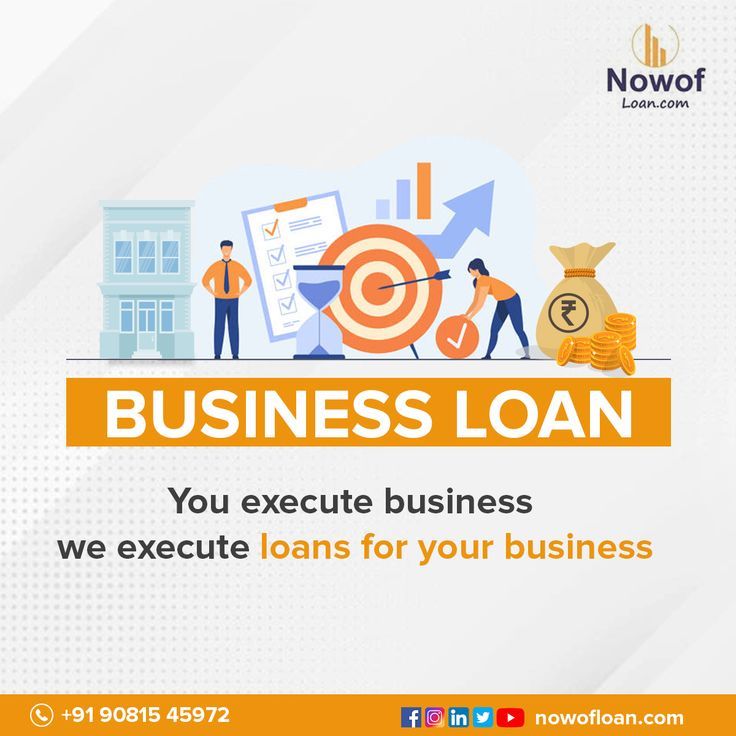 Nowof
Loan.com
₹
BUSINESS LOAN
You execute business
we execute loans for your business
+91 90815 45972
nowofloan.com